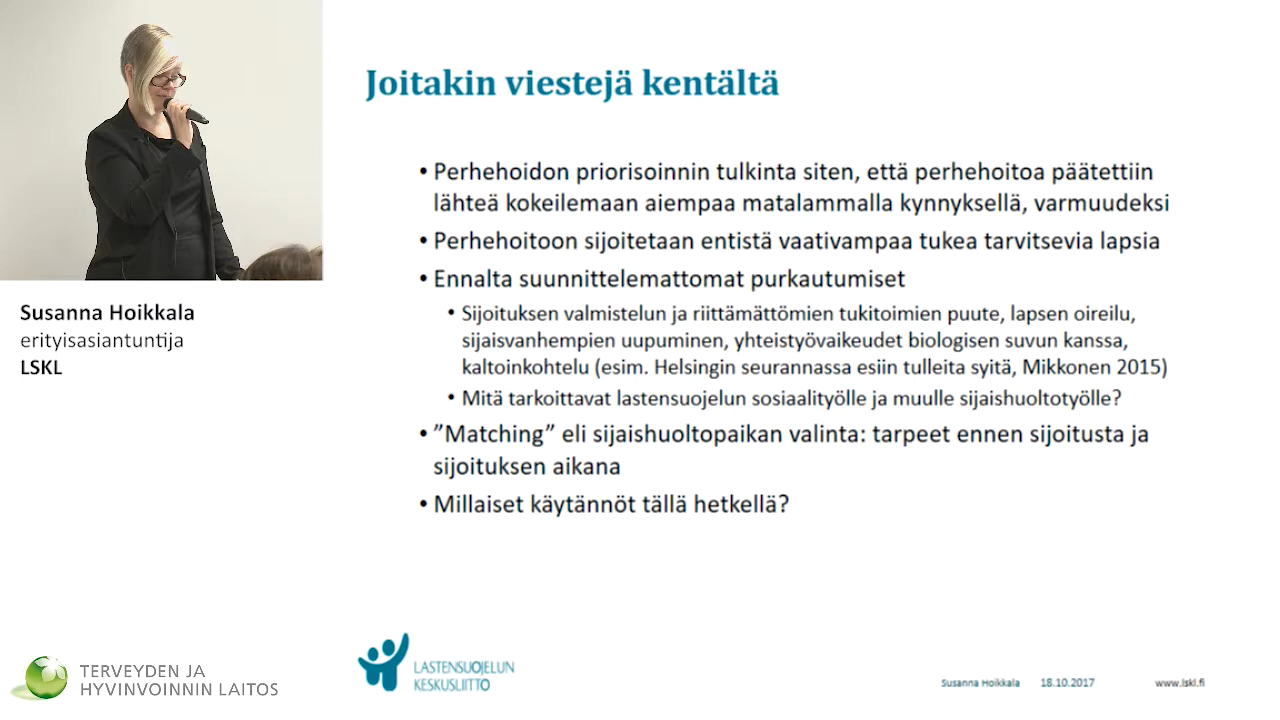 Joitakin viestejä kentältä
• Perhehoidon priorisoinnin tulkinta siten, että perhehoitoa päätettiin
lähteä kokeilemaan aiempaa matalammalla kynnyksellä, varmuudeksi
• Perhehoitoon sijoitetaan entistä vaativampaa tukea tarvitsevia lapsia
• Ennalta suunnittelemattomat purkautumiset
• Sijoituksen valmistelun ja riittämättömien tukitoimien puute, lapsen oireilu,
sijaisvanhempien uupuminen, yhteistyövaikeudet biologisen suvun kanssa,
kaltoinkohtelu (esim. Helsingin seurannassa esiin tulleita syitä, Mikkonen 2015)
• Mitä tarkoittavat lastensuojelun sosiaalityölle ja muulle sijaishuoltotyölle?
• ”Matching” eli sijaishuoltopaikan valinta: tarpeet ennen sijoitusta ja
sijoituksen aikana
• Millaiset käytännöt tällä hetkellä?
Susanna Hoikkala
erityisasiantuntija
LSKL
TERVEYDEN JA
HYVINVOINNIN LAITOS
LASTENSUOJELUN
KESKUSLIITTO
Susanna Hoikkala 18.10.2017 www.lskl.fi